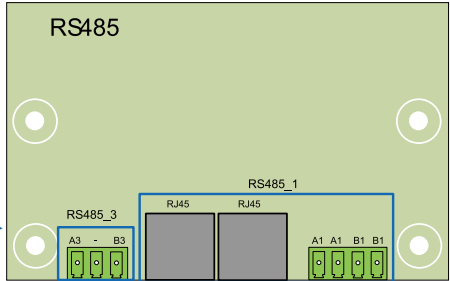 RS485
RS485_1
RJ45 RJ45
RS485_3
A3 - B3
A1 A1 B1 B1